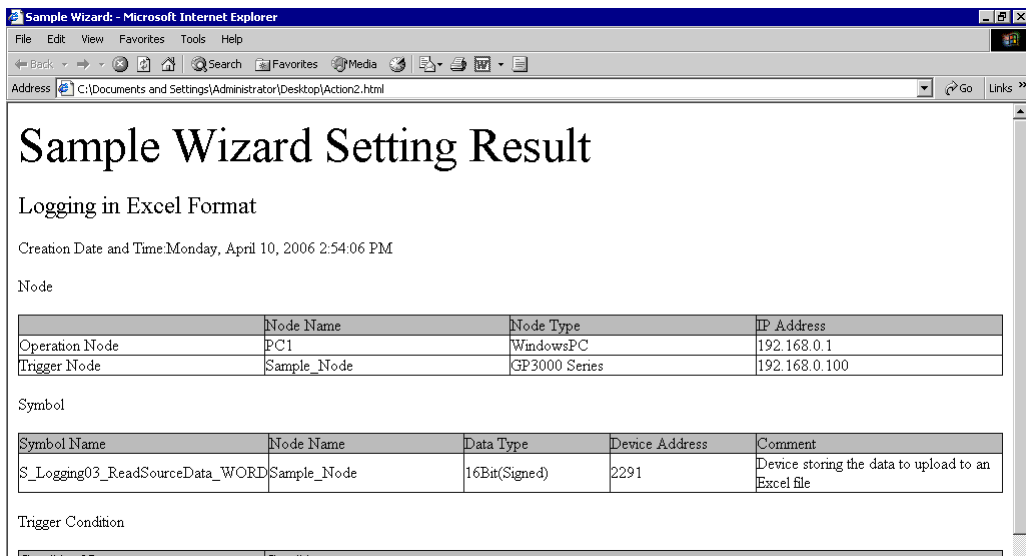 Sample Wizard: - Microsoft Internet Explorer
File Edit View Favorites Tools Help
Back Search Favorites Media
Address C:\Documents and Settings\Administrator\Desktop\Action2.html Go Links »
Sample Wizard Setting Result
Logging in Excel Format
Creation Date and Time:Monday, April 10, 2006 2:54:06 PM
Node
Node Name Node Type IP Address
Operation Node PC1 WindowsPC 192.168.0.1
Trigger Node Sample_Node GP3000 Series 192.168.0.100
Symbol
Symbol Name Node Name Data Type Device Address Comment
S_Logging03_ReadSourceData_WORD Sample_Node 16Bit(Signed) 2291 Device storing the data to upload to an
Excel file
Trigger Condition